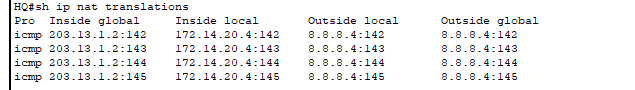 HQ#sh ip nat translations
Pro  Inside global     Inside local       Outside local      Outside global
icmp 203.13.1.2:142    172.14.20.4:142    8.8.8.4:142        8.8.8.4:142
icmp 203.13.1.2:143    172.14.20.4:143    8.8.8.4:143        8.8.8.4:143
icmp 203.13.1.2:144    172.14.20.4:144    8.8.8.4:144        8.8.8.4:144
icmp 203.13.1.2:145    172.14.20.4:145    8.8.8.4:145        8.8.8.4:145